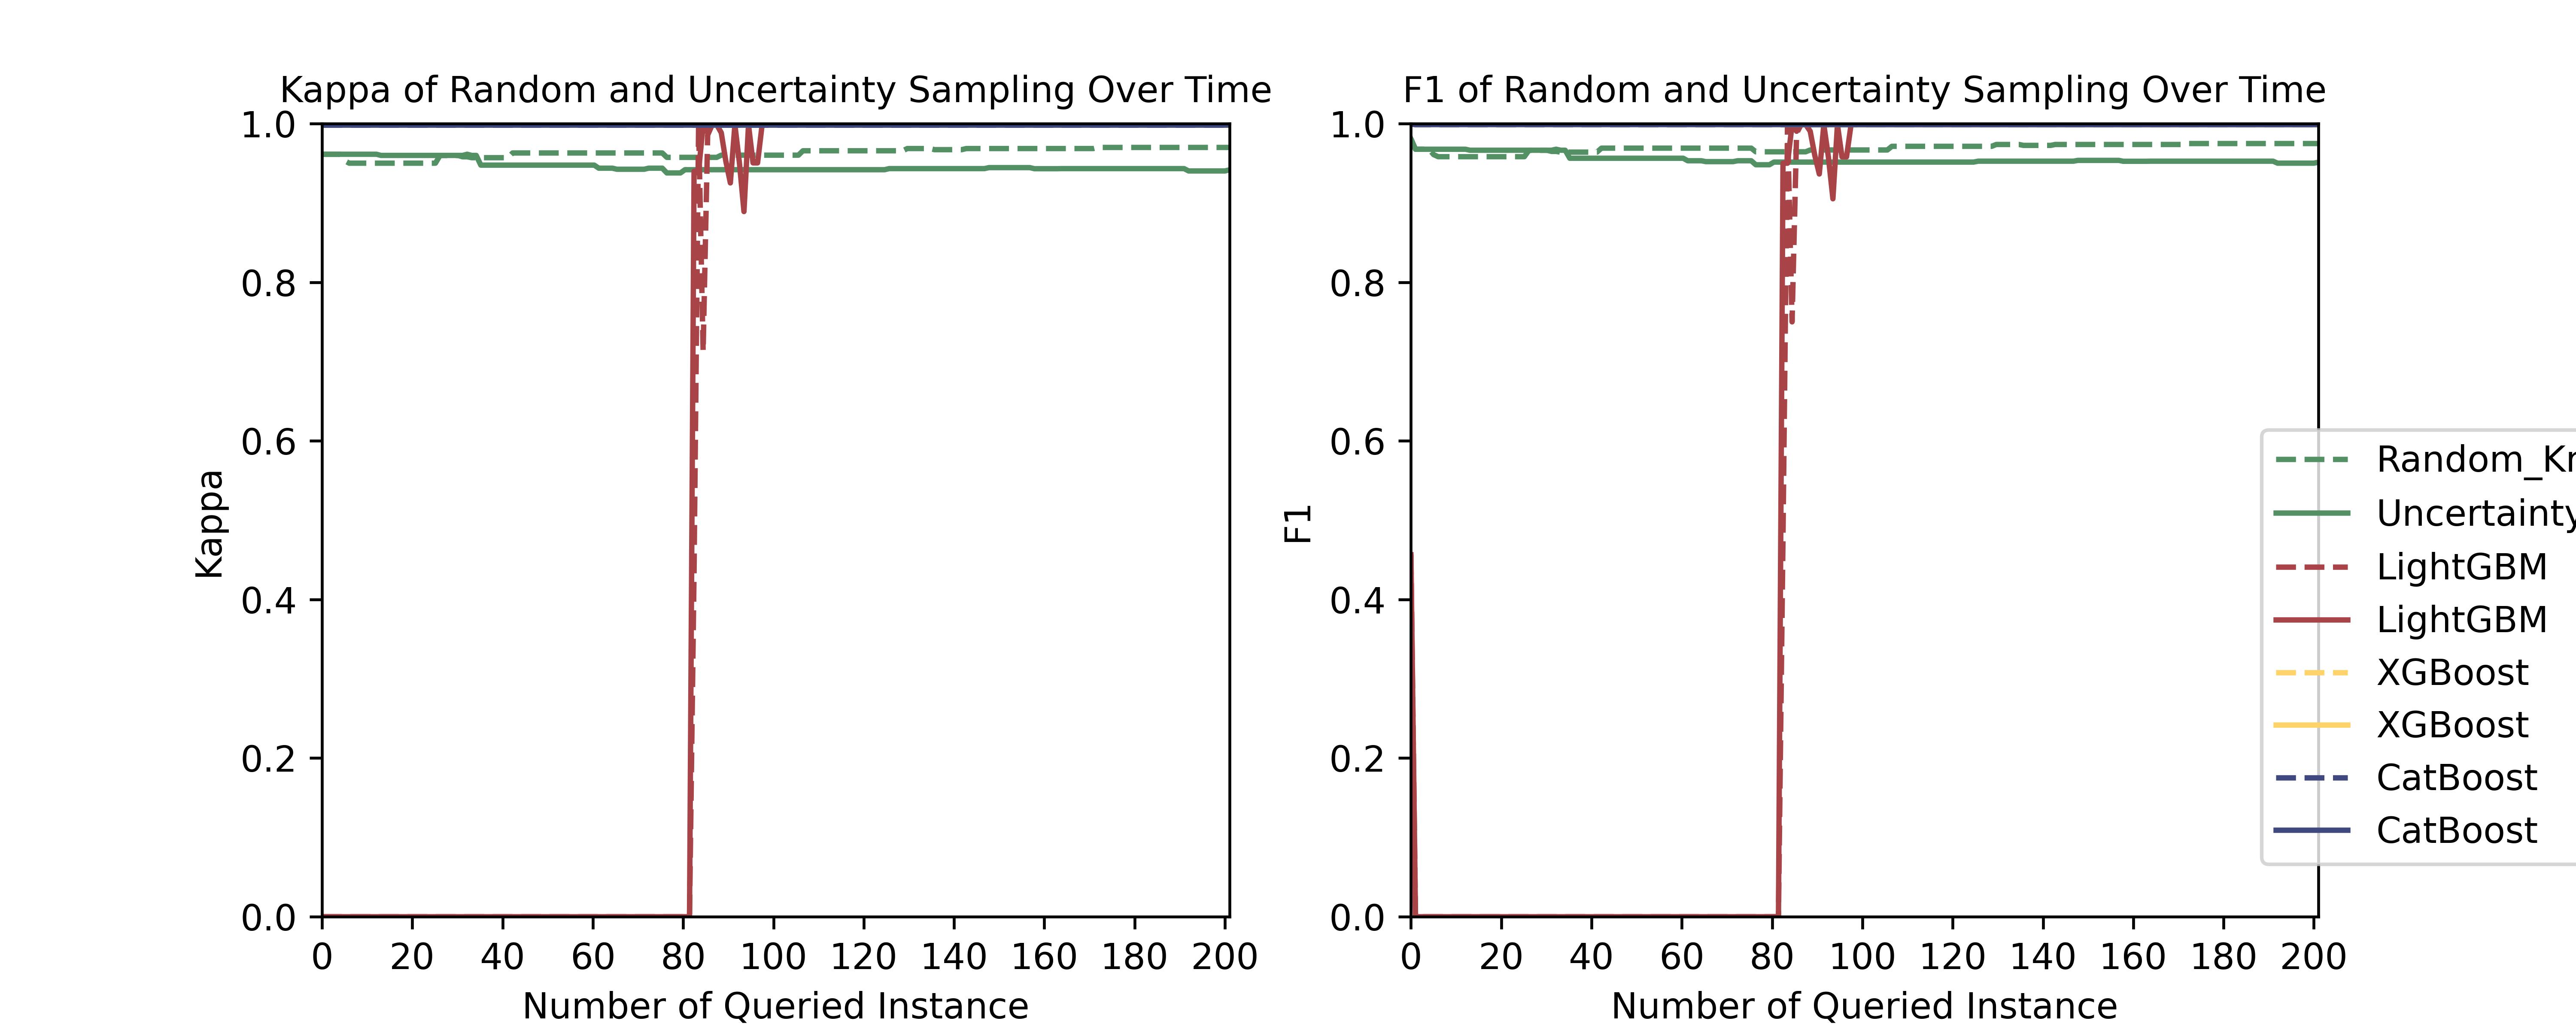 Kappa of Random and Uncertainty Sampling Over Time
1.0
0.8
0.6
0.4
0.2
0.0
Kappa
0 20 40 60 80 100 120 140 160 180 200
Number of Queried Instance
F1 of Random and Uncertainty Sampling Over Time
1.0
0.8
0.6
0.4
0.2
0.0
F1
0 20 40 60 80 100 120 140 160 180 200
Number of Queried Instance
Uncertainty
LightGBM
LightGBM
XGBoost
XGBoost
CatBoost
CatBoost